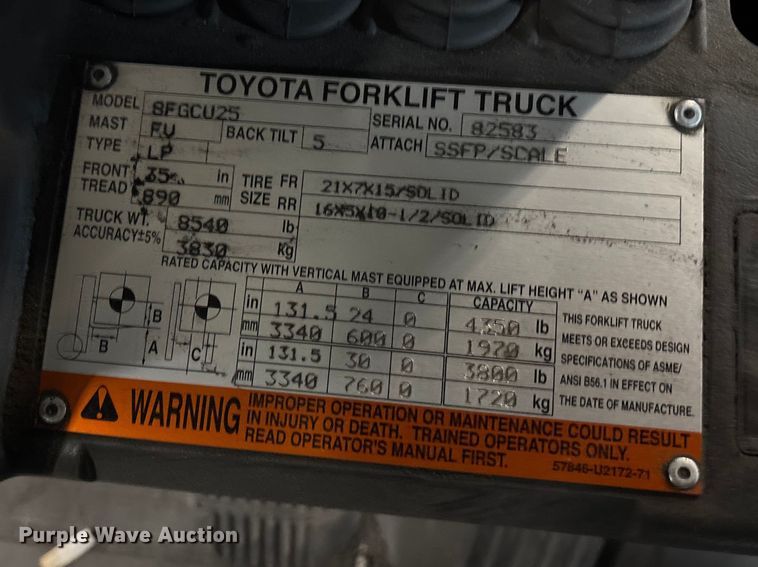 TOYOTA FORKLIFT TRUCK
MODEL 8FGCU25 SERIAL NO. 82583
MAST FV BACK TILT 5 ATTACH SSFP/SCALE
TYPE LP
FRONT TREAD 35 in 890 mm
TIRE SIZE FR 21X7X15/SOLID
RR 16X5X10-1/2/SOLID
TRUCK WT. ACCURACY±5% 8540 lb 3830 Kg
RATED CAPACITY WITH VERTICAL MAST EQUIPPED AT MAX. LIFT HEIGHT "A" AS SHOWN
A B C CAPACITY
in 131.5 24 0 4350 lb
mm 3340 600 0 1970 kg
in 131.5 30 0 3800 lb
mm 3340 760 0 1720 kg
B
B A C
THIS FORKLIFT TRUCK
MEETS OR EXCEEDS DESIGN
SPECIFICATIONS OF ASME/
ANSI B56.1 IN EFFECT ON
THE DATE OF MANUFACTURE.
WARNING
IMPROPER OPERATION OR MAINTENANCE COULD RESULT
IN INJURY OR DEATH. TRAINED OPERATORS ONLY.
READ OPERATOR'S MANUAL FIRST.
57846-U2172-71
Purple Wave Auction